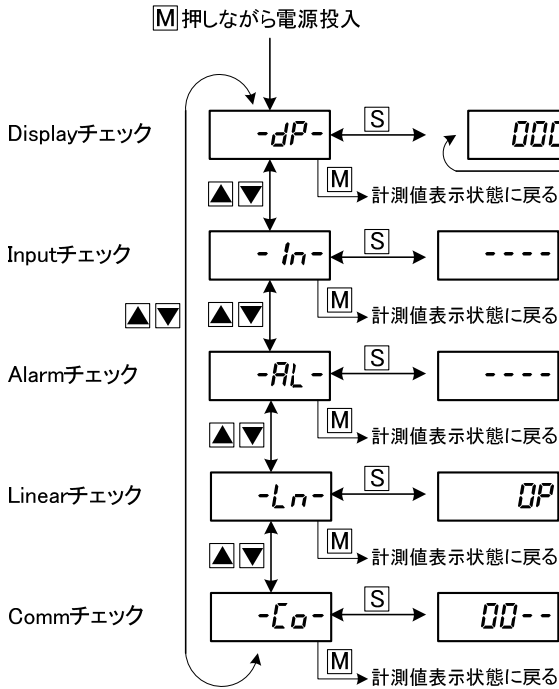 M 押しながら電源投入
Displayチェック
-dP-
S
000
▲ ▼
M
計測値表示状態に戻る
Inputチェック
-In-
S
----
▲ ▼
▲ ▼
M
計測値表示状態に戻る
Alarmチェック
-AL-
S
----
▲ ▼
M
計測値表示状態に戻る
Linearチェック
-Ln-
S
OP
▲ ▼
M
計測値表示状態に戻る
Commチェック
-Co-
S
00--
M
計測値表示状態に戻る